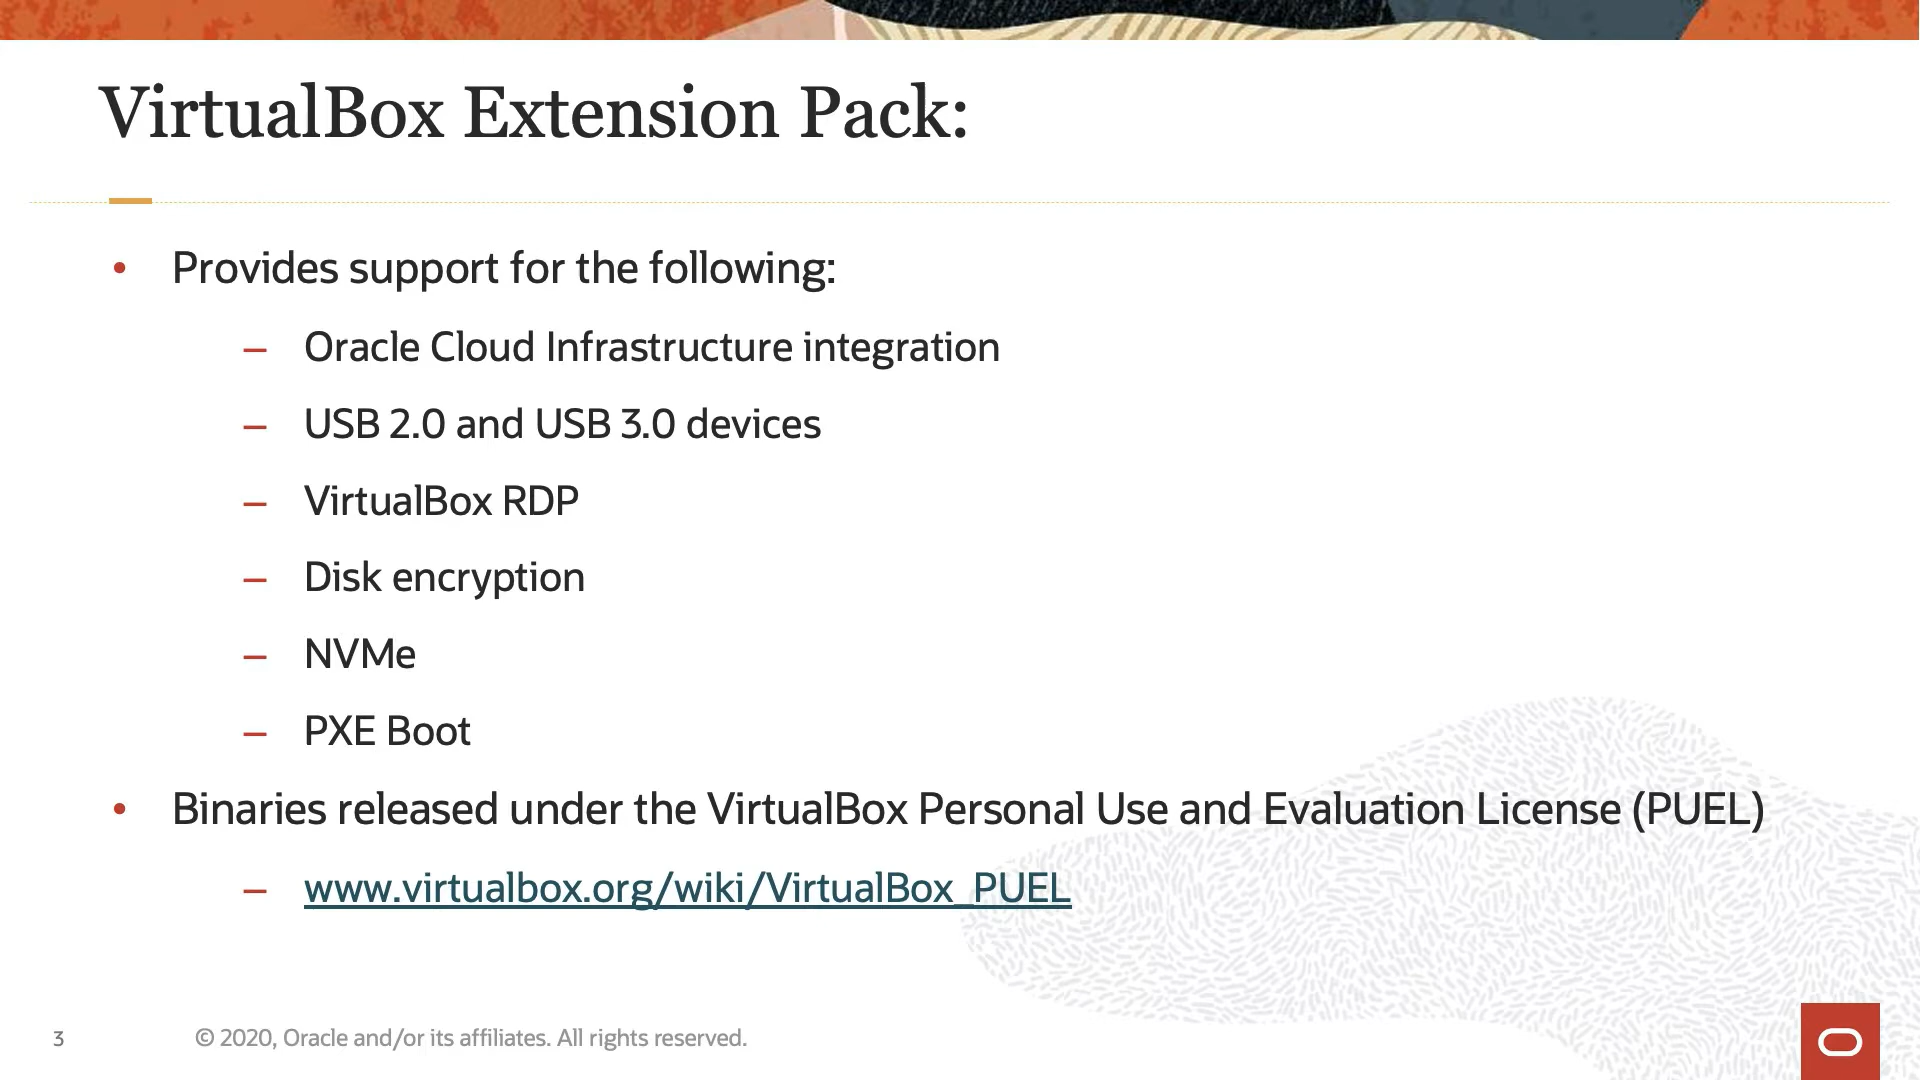 VirtualBox Extension Pack:
• Provides support for the following:
– Oracle Cloud Infrastructure integration
– USB 2.0 and USB 3.0 devices
– VirtualBox RDP
– Disk encryption
– NVMe
– PXE Boot
• Binaries released under the VirtualBox Personal Use and Evaluation License (PUEL)
– www.virtualbox.org/wiki/VirtualBox_PUEL
3 © 2020, Oracle and/or its affiliates. All rights reserved.